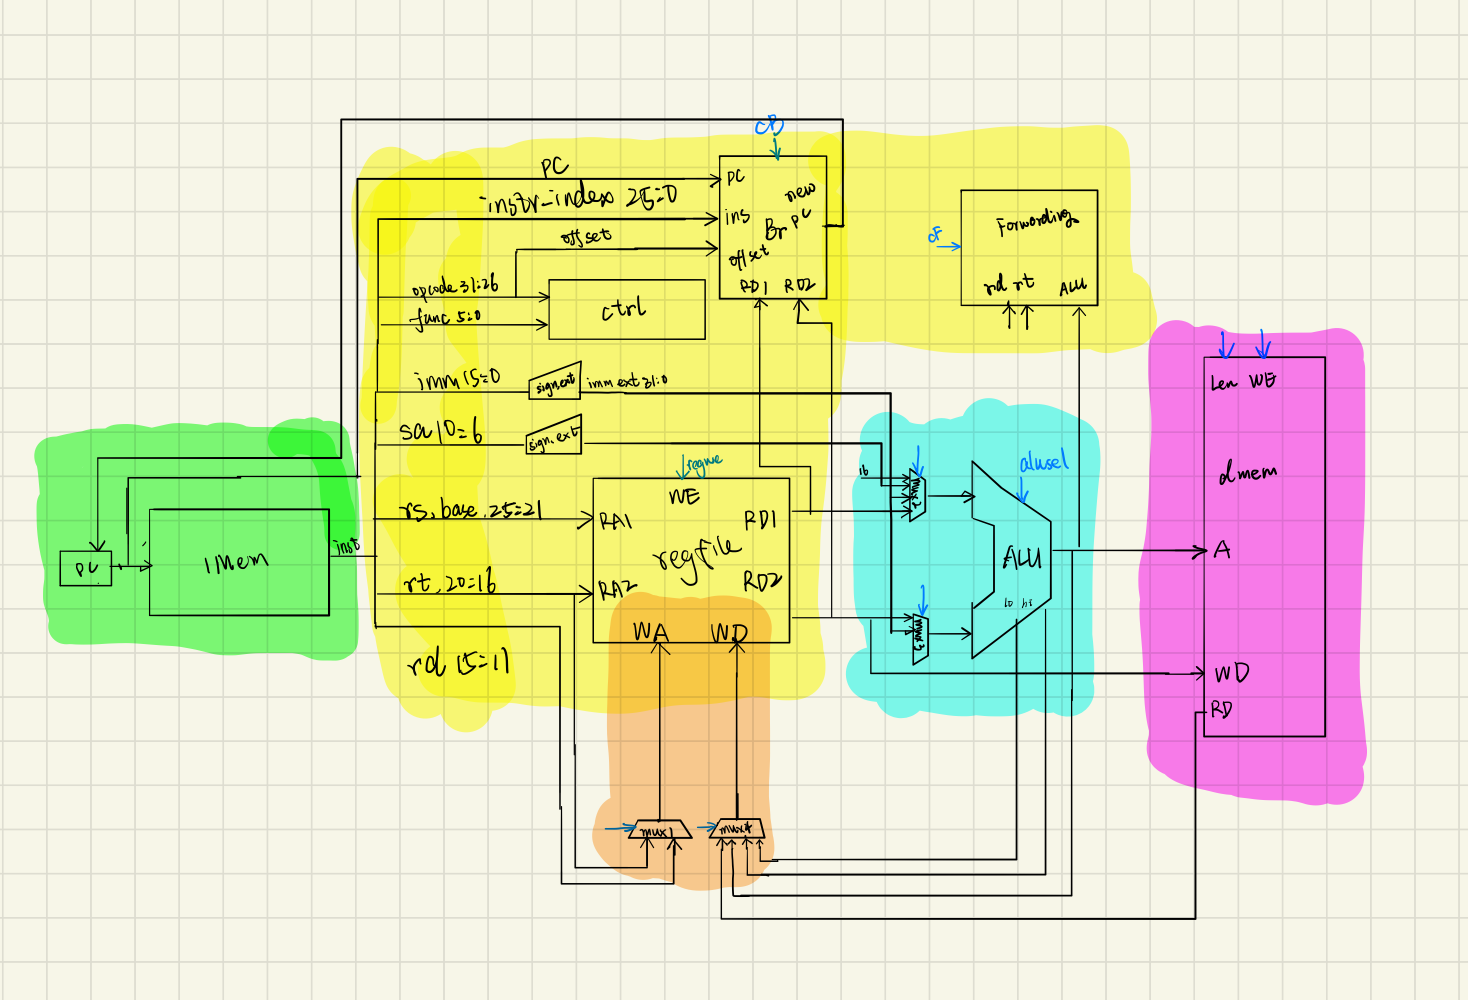 CB
PC
PC
new
instr-index 25:0
ins
Br PC
offset
offset
RD1 RD2
Forwarding
CF
rd rt ALU
opcode 31:26
func 5:0
ctrl
imm 15:0
sign.ext
imm ext 31:0
Len WE
sa 10=6
sign.ext
regwe
WE
16
mux2
alusel
dmem
rs, base, 25=21
RA1
RD1
regfile
inst
PC
IMem
ALU
A
rt, 20=16
RA2
RD2
lo hi
WA WD
mux3
rd 15=11
WD
RD
mux1
mux4